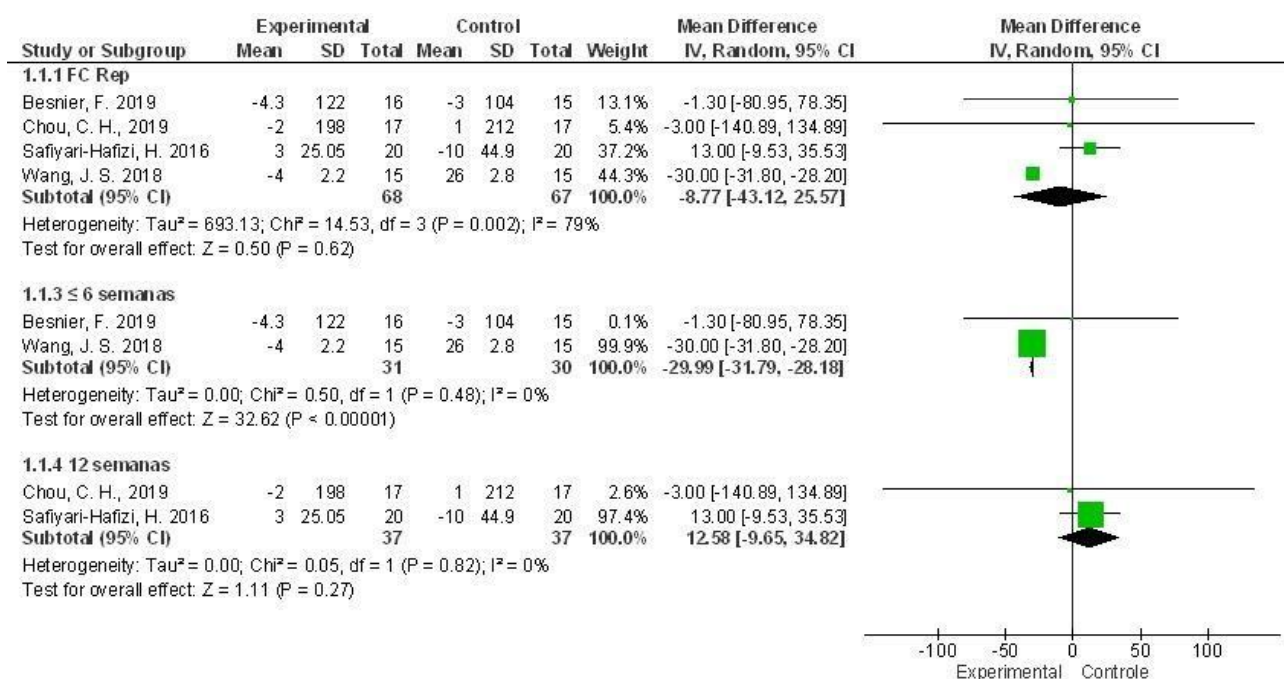 Experimental Control Mean Difference Mean Difference
Study or Subgroup Mean SD Total Mean SD Total Weight IV, Random, 95% CI IV, Random, 95% CI
1.1.1 FC Rep
Besnier, F. 2019 -4.3 122 16 -3 104 15 13.1% -1.30 [-80.95, 78.35]
Chou, C. H., 2019 -2 198 17 1 212 17 5.4% -3.00 [-140.89, 134.89]
Safiyari-Hafizi, H. 2016 3 25.05 20 -10 44.9 20 37.2% 13.00 [-9.53, 35.53]
Wang, J. S. 2018 -4 2.2 15 26 2.8 15 44.3% -30.00 [-31.80, -28.20]
Subtotal (95% CI) 68 67 100.0% -8.77 [-43.12, 25.57]
Heterogeneity: Tau² = 693.13; Chi² = 14.53, df = 3 (P = 0.002); I² = 79%
Test for overall effect: Z = 0.50 (P = 0.62)
1.1.3 ≤ 6 semanas
Besnier, F. 2019 -4.3 122 16 -3 104 15 0.1% -1.30 [-80.95, 78.35]
Wang, J. S. 2018 -4 2.2 15 26 2.8 15 99.9% -30.00 [-31.80, -28.20]
Subtotal (95% CI) 31 30 100.0% -29.99 [-31.79, -28.18]
Heterogeneity: Tau² = 0.00; Chi² = 0.50, df = 1 (P = 0.48); I² = 0%
Test for overall effect: Z = 32.62 (P < 0.00001)
1.1.4 12 semanas
Chou, C. H., 2019 -2 198 17 1 212 17 2.6% -3.00 [-140.89, 134.89]
Safiyari-Hafizi, H. 2016 3 25.05 20 -10 44.9 20 97.4% 13.00 [-9.53, 35.53]
Subtotal (95% CI) 37 37 100.0% 12.58 [-9.65, 34.82]
Heterogeneity: Tau² = 0.00; Chi² = 0.05, df = 1 (P = 0.82); I² = 0%
Test for overall effect: Z = 1.11 (P = 0.27)
-100 -50 0 50 100
Experimental Controle